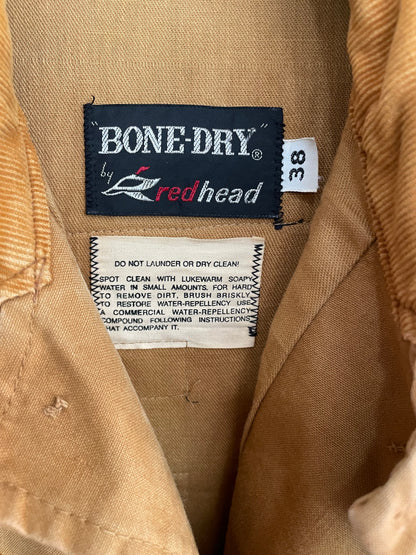 "BONE-DRY"®
by redhead
38
DO NOT LAUNDER OR DRY CLEAN!
SPOT CLEAN WITH LUKEWARM SOAPY
WATER IN SMALL AMOUNTS. FOR HARD
TO REMOVE DIRT, BRUSH BRISKLY
TO RESTORE WATER-REPELLENCY USE
A COMMERCIAL WATER-REPELLENCY
COMPOUND FOLLOWING INSTRUCTIONS
THAT ACCOMPANY IT.